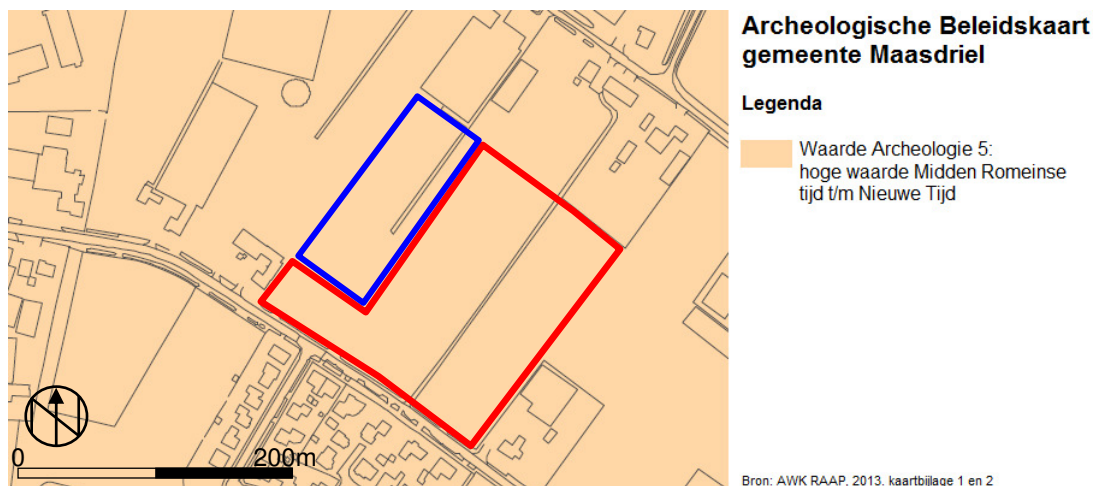 Archeologische Beleidskaart
gemeente Maasdriel
Legenda
Waarde Archeologie 5:
hoge waarde Midden Romeinse
tijd t/m Nieuwe Tijd
0
200m
Bron: AWK RAAP, 2013, kaartbijlage 1 en 2